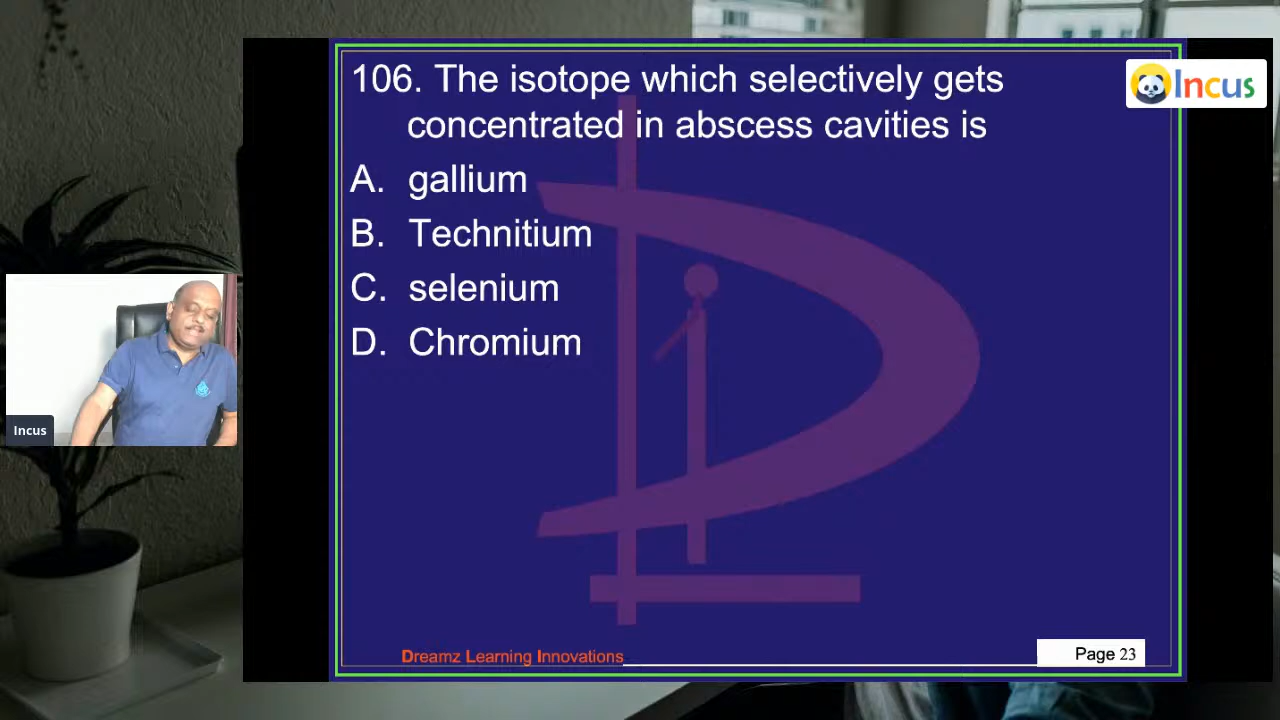 106. The isotope which selectively gets
concentrated in abscess cavities is
A. gallium
B. Technitium
C. selenium
D. Chromium
Incus
Incus
Dreamz Learning Innovations
Page 23